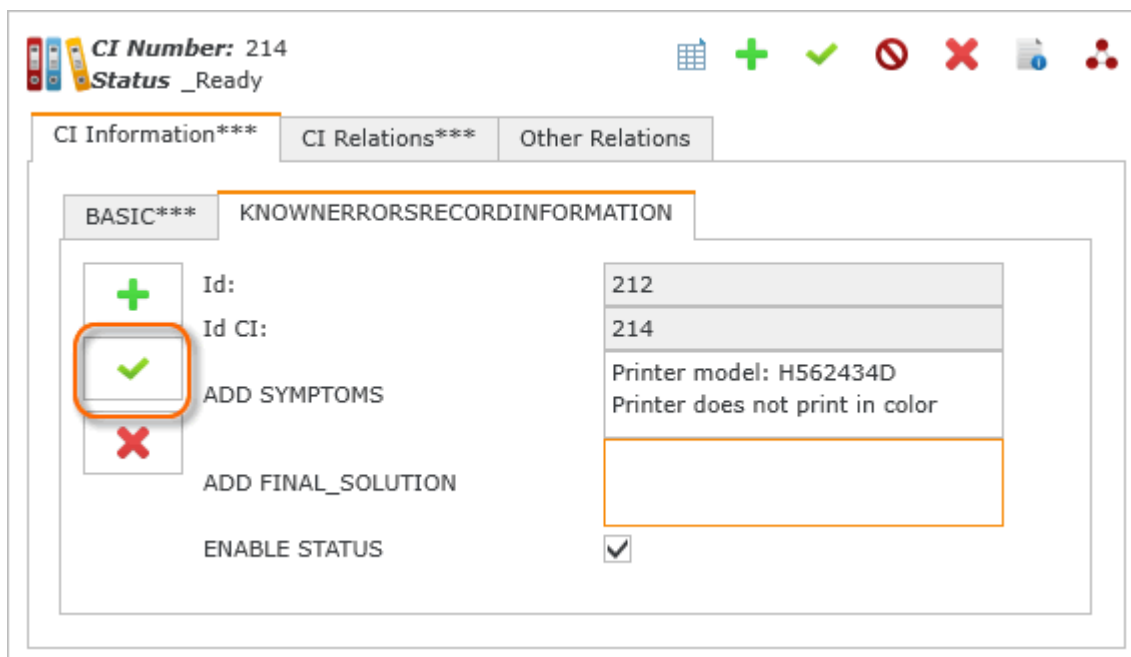 CI Number: 214
Status _Ready
CI Information***
CI Relations***
Other Relations
BASIC***
KNOWNERRORSRECORDINFORMATION
Id:
212
Id CI:
214
ADD SYMPTOMS
Printer model: H562434D
Printer does not print in color
ADD FINAL_SOLUTION
ENABLE STATUS